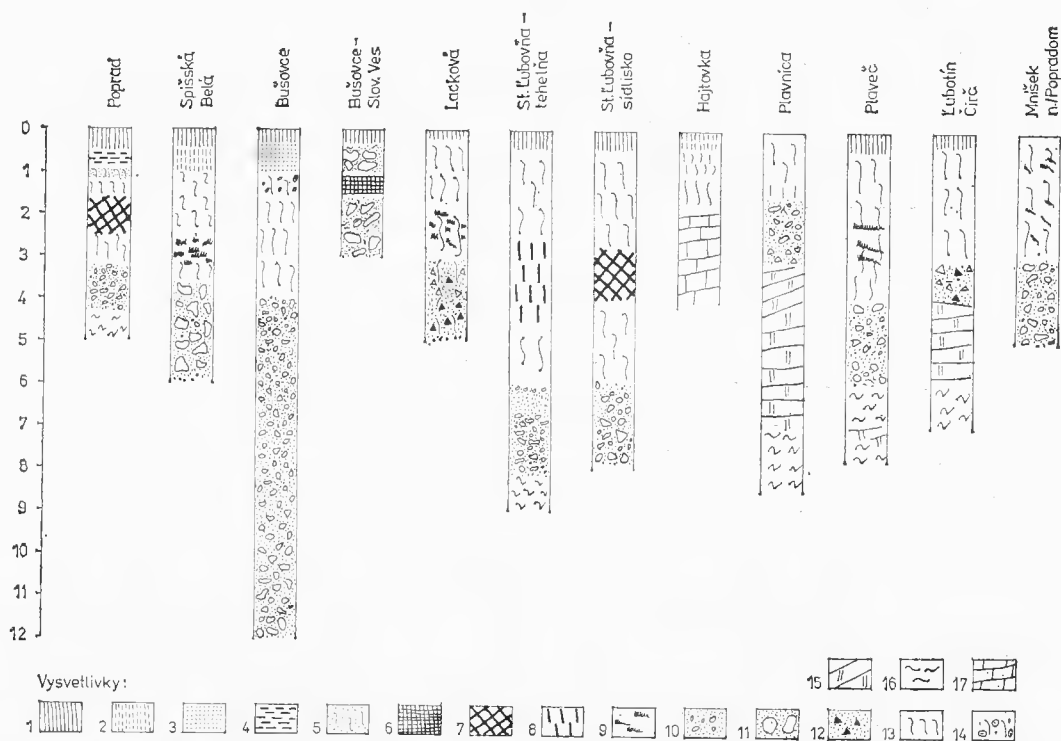 Poprad
Spišská
Belá
Bušovce
Bušovce –
Slov. Ves
Lacková
St. Ľubovňa –
tehelňa
St. Ľubovňa –
sídlisko
Hajtovka
Plavnica
Plaveč
Ľubotín
Čirč
Mníšek
n./Popradom
0
1
2
3
4
5
6
7
8
9
10
11
12
Vysvetlivky:
15 16 17
1 2 3 4 5 6 7 8 9 10 11 12 13 14